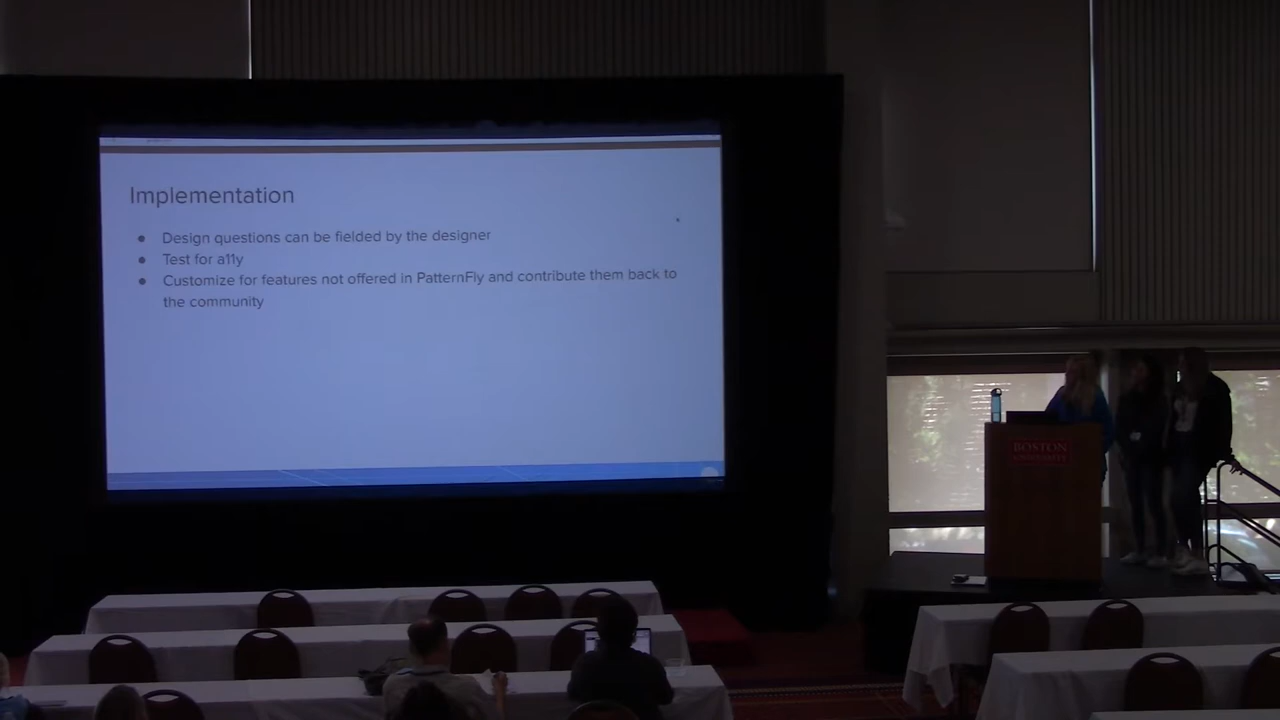 Implementation
● Design questions can be fielded by the designer
● Test for a11y
● Customize for features not offered in PatternFly and contribute them back to
the community
BOSTON
UNIVERSITY